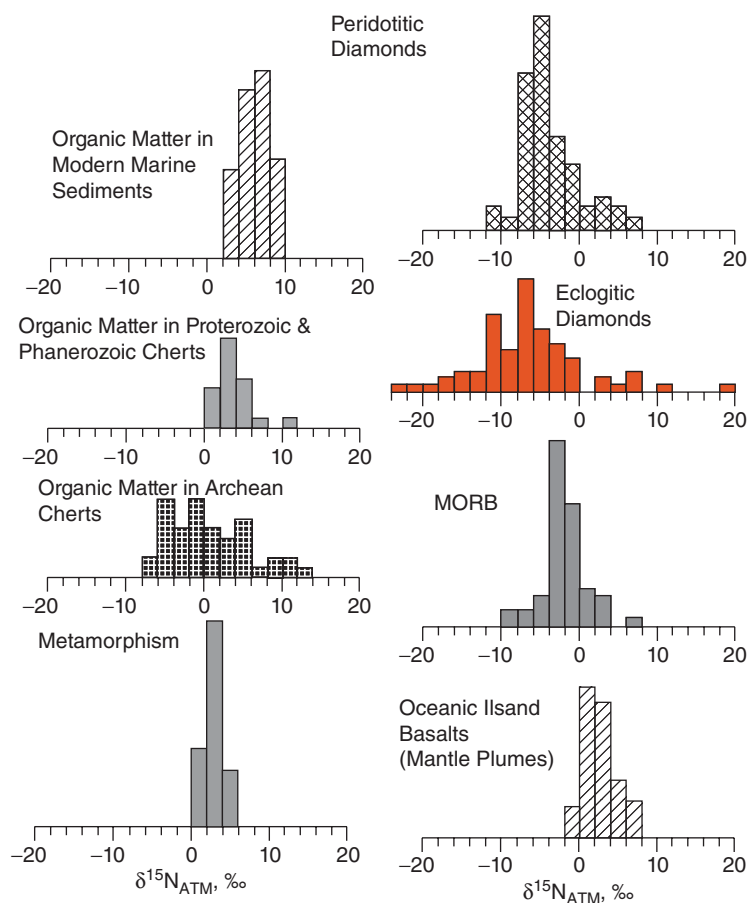 Organic Matter in
Modern Marine
Sediments
−20 −10 0 10 20
Organic Matter in Proterozoic &
Phanerozoic Cherts
−20 −10 0 10 20
Organic Matter in Archean
Cherts
−20 −10 0 10 20
Metamorphism
−20 −10 0 10 20
δ¹⁵N_ATM, ‰
Peridotitic
Diamonds
−20 −10 0 10 20
Eclogitic
Diamonds
−20 −10 0 10 20
MORB
−20 −10 0 10 20
Oceanic Ilsand
Basalts
(Mantle Plumes)
−20 −10 0 10 20
δ¹⁵N_ATM, ‰